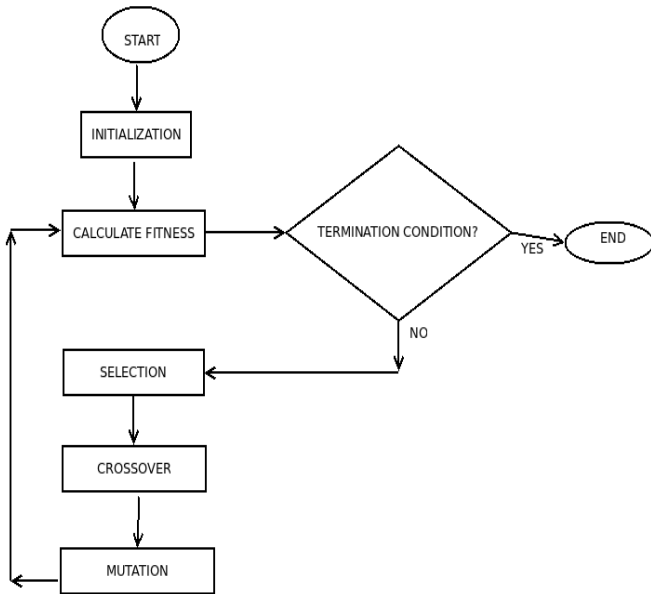 START
INITIALIZATION
CALCULATE FITNESS
TERMINATION CONDITION?
YES
END
NO
SELECTION
CROSSOVER
MUTATION